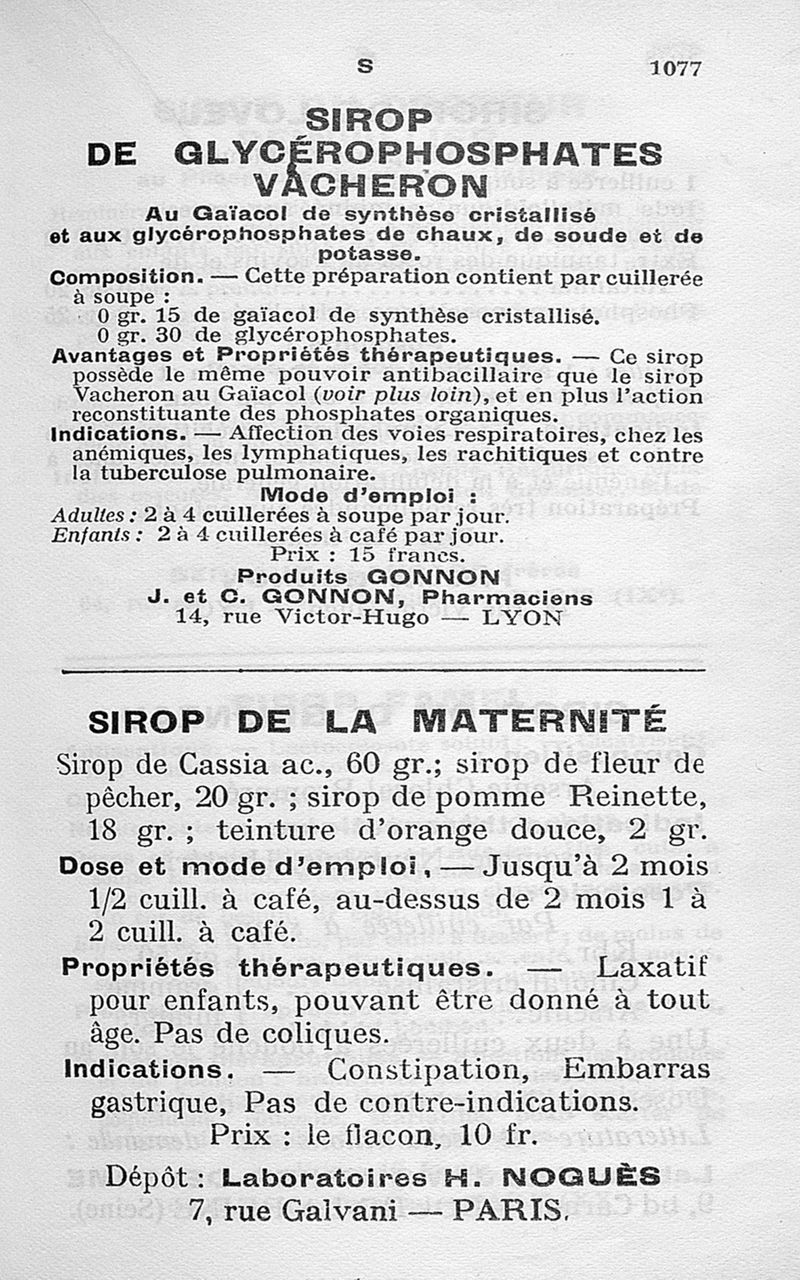 S 1077
SIROP
DE GLYCÉROPHOSPHATES
VACHERON
Au Gaïacol de synthèse cristallisé
et aux glycérophosphates de chaux, de soude et de
potasse.
Composition. — Cette préparation contient par cuillerée
à soupe :
0 gr. 15 de gaïacol de synthèse cristallisé.
0 gr. 30 de glycérophosphates.
Avantages et Propriétés thérapeutiques. — Ce sirop
possède le même pouvoir antibacillaire que le sirop
Vacheron au Gaïacol (voir plus loin), et en plus l'action
reconstituante des phosphates organiques.
Indications. — Affection des voies respiratoires, chez les
anémiques, les lymphatiques, les rachitiques et contre
la tuberculose pulmonaire.
Mode d'emploi :
Adultes : 2 à 4 cuillerées à soupe par jour.
Enfants : 2 à 4 cuillerées à café par jour.
Prix : 15 francs.
Produits GONNON
J. et C. GONNON, Pharmaciens
14, rue Victor-Hugo — LYON
SIROP DE LA MATERNITÉ
Sirop de Cassia ac., 60 gr.; sirop de fleur de
pêcher, 20 gr. ; sirop de pomme Reinette,
18 gr. ; teinture d'orange douce, 2 gr.
Dose et mode d'emploi, — Jusqu'à 2 mois
1/2 cuill. à café, au-dessus de 2 mois 1 à
2 cuill. à café.
Propriétés thérapeutiques. — Laxatif
pour enfants, pouvant être donné à tout
âge. Pas de coliques.
Indications. — Constipation, Embarras
gastrique, Pas de contre-indications.
Prix : le flacon, 10 fr.
Dépôt : Laboratoires H. NOGUÈS
7, rue Galvani — PARIS.